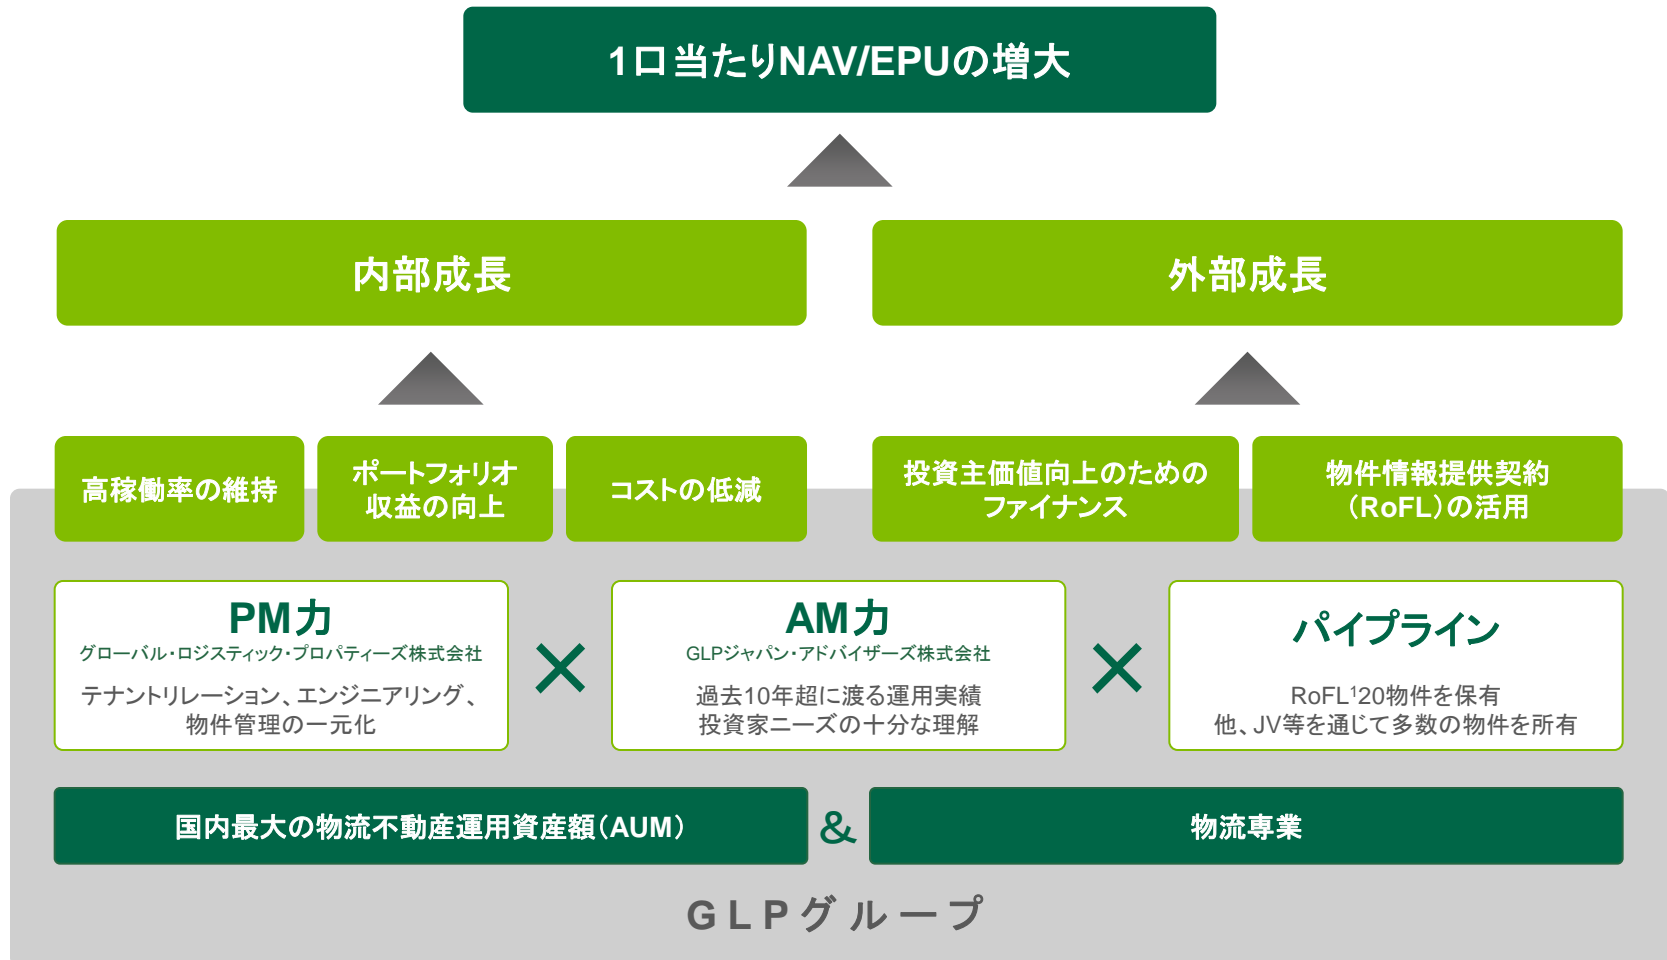 1口当たりNAV/EPUの増大
内部成長
外部成長
高稼働率の維持
ポートフォリオ
収益の向上
コストの低減
投資主価値向上のための
ファイナンス
物件情報提供契約
（RoFL）の活用
PM力
グローバル・ロジスティック・プロパティーズ株式会社
テナントリレーション、エンジニアリング、
物件管理の一元化
×
AM力
GLPジャパン・アドバイザーズ株式会社
過去10年超に渡る運用実績
投資家ニーズの十分な理解
×
パイプライン
RoFL¹20物件を保有
他、JV等を通じて多数の物件を所有
国内最大の物流不動産運用資産額（AUM）
&
物流専業
GLPグループ